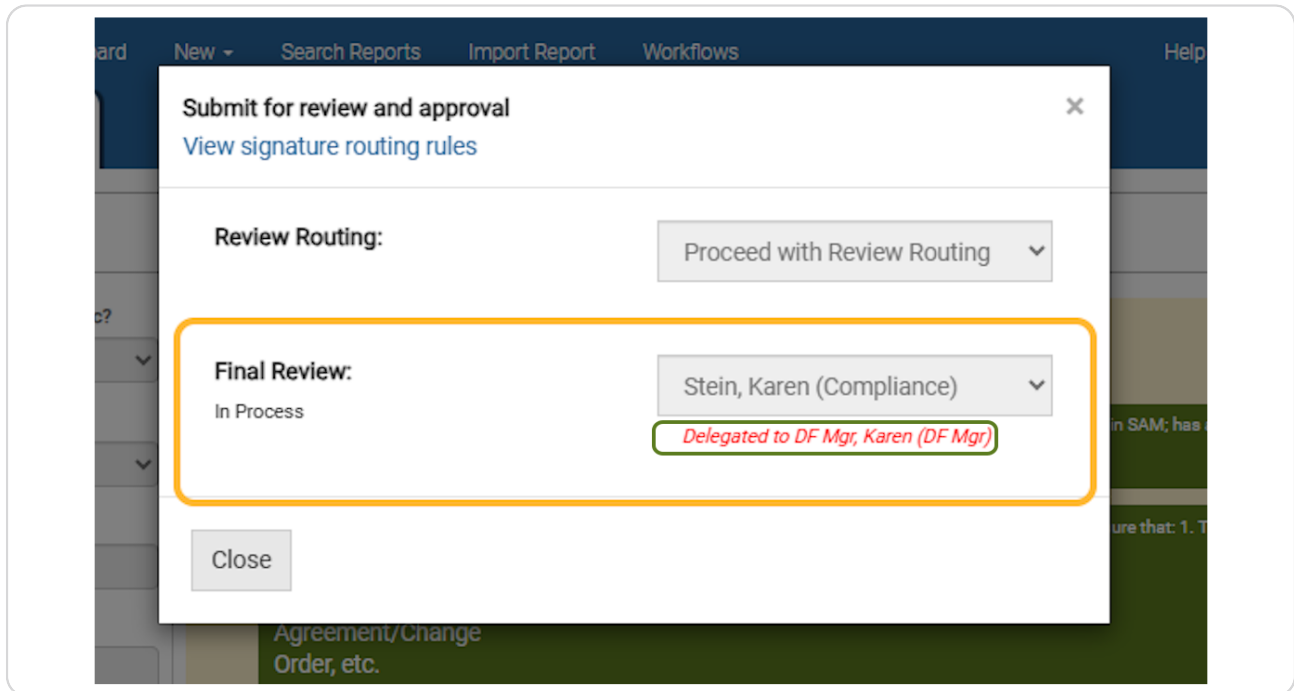 ard New Search Reports Import Report Workflows Help
Submit for review and approval ×
View signature routing rules
Review Routing: Proceed with Review Routing
c?
Final Review: Stein, Karen (Compliance)
In Process
Delegated to DF Mgr, Karen (DF Mgr)
in SAM; has
ure that: 1. T
Close
Agreement/Change
Order, etc.